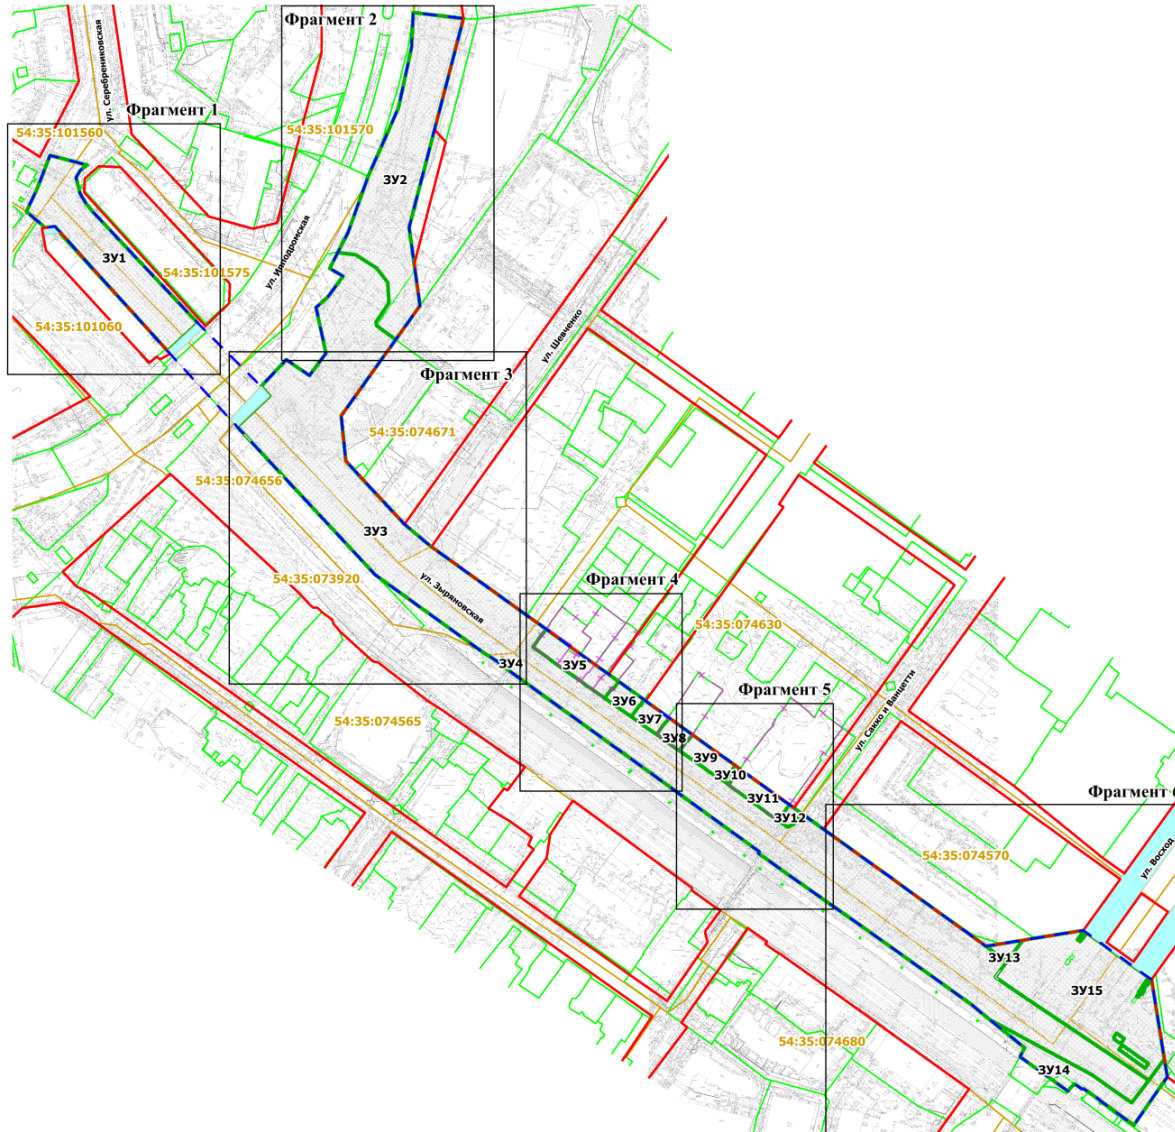 Фрагмент 2
ул. Серебрениковская
Фрагмент 1
54:35:101560
54:35:101570
ЗУ2
ул. Ипподромская
ЗУ1
54:35:101575
54:35:101060
ул. Шевченко
Фрагмент 3
54:35:074671
54:35:074656
ЗУ3
54:35:073920
ул. Зыряновская
Фрагмент 4
54:35:074630
ЗУ4
ЗУ5
ЗУ6
ЗУ7
ЗУ8
ЗУ9
ЗУ10
ЗУ11
ЗУ12
Фрагмент 5
ул. Сакко и Ванцетти
54:35:074565
Фрагмент 6
ул. Восход
54:35:074570
ЗУ13
ЗУ15
54:35:074680
ЗУ14